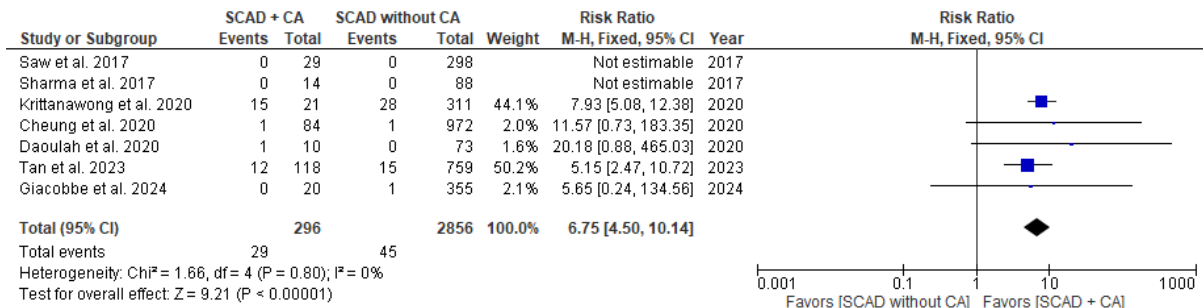 SCAD + CA SCAD without CA Risk Ratio Risk Ratio
Study or Subgroup Events Total Events Total Weight M-H, Fixed, 95% CI Year M-H, Fixed, 95% CI
Saw et al. 2017 0 29 0 298 Not estimable 2017
Sharma et al. 2017 0 14 0 88 Not estimable 2017
Krittanawong et al. 2020 15 21 28 311 44.1% 7.93 [5.08, 12.38] 2020
Cheung et al. 2020 1 84 1 972 2.0% 11.57 [0.73, 183.35] 2020
Daoulah et al. 2020 1 10 0 73 1.6% 20.18 [0.88, 465.03] 2020
Tan et al. 2023 12 118 15 759 50.2% 5.15 [2.47, 10.72] 2023
Giacobbe et al. 2024 0 20 1 355 2.1% 5.65 [0.24, 134.56] 2024
Total (95% CI) 296 2856 100.0% 6.75 [4.50, 10.14]
Total events 29 45
Heterogeneity: Chi² = 1.66, df = 4 (P = 0.80); I² = 0%
Test for overall effect: Z = 9.21 (P < 0.00001)
0.001 0.1 1 10 1000
Favors [SCAD without CA] Favors [SCAD + CA]